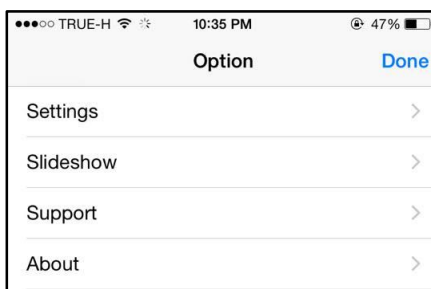 TRUE-H 10:35 PM 47%
Option Done
Settings
Slideshow
Support
About